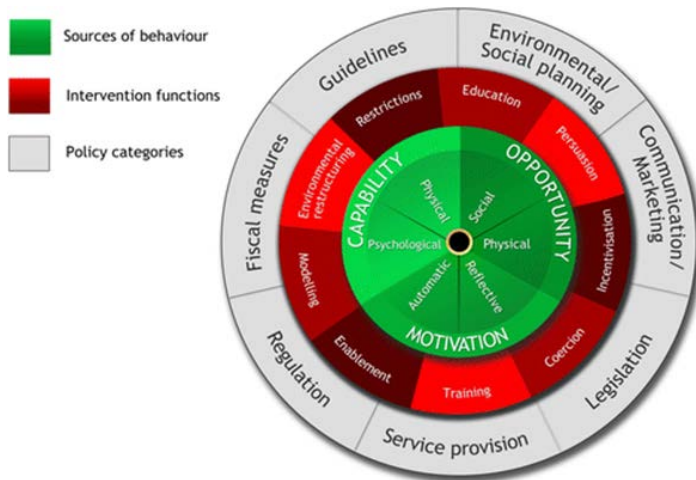 Sources of behaviour
Intervention functions
Policy categories
Guidelines
Environmental/
Social planning
Communication/
Marketing
Legislation
Service provision
Regulation
Fiscal measures
Restrictions
Education
Persuasion
Incentivisation
Coercion
Training
Enablement
Modelling
Environmental
restructuring
CAPABILITY
OPPORTUNITY
MOTIVATION
Physical
Social
Psychological
Physical
Automatic
Reflective